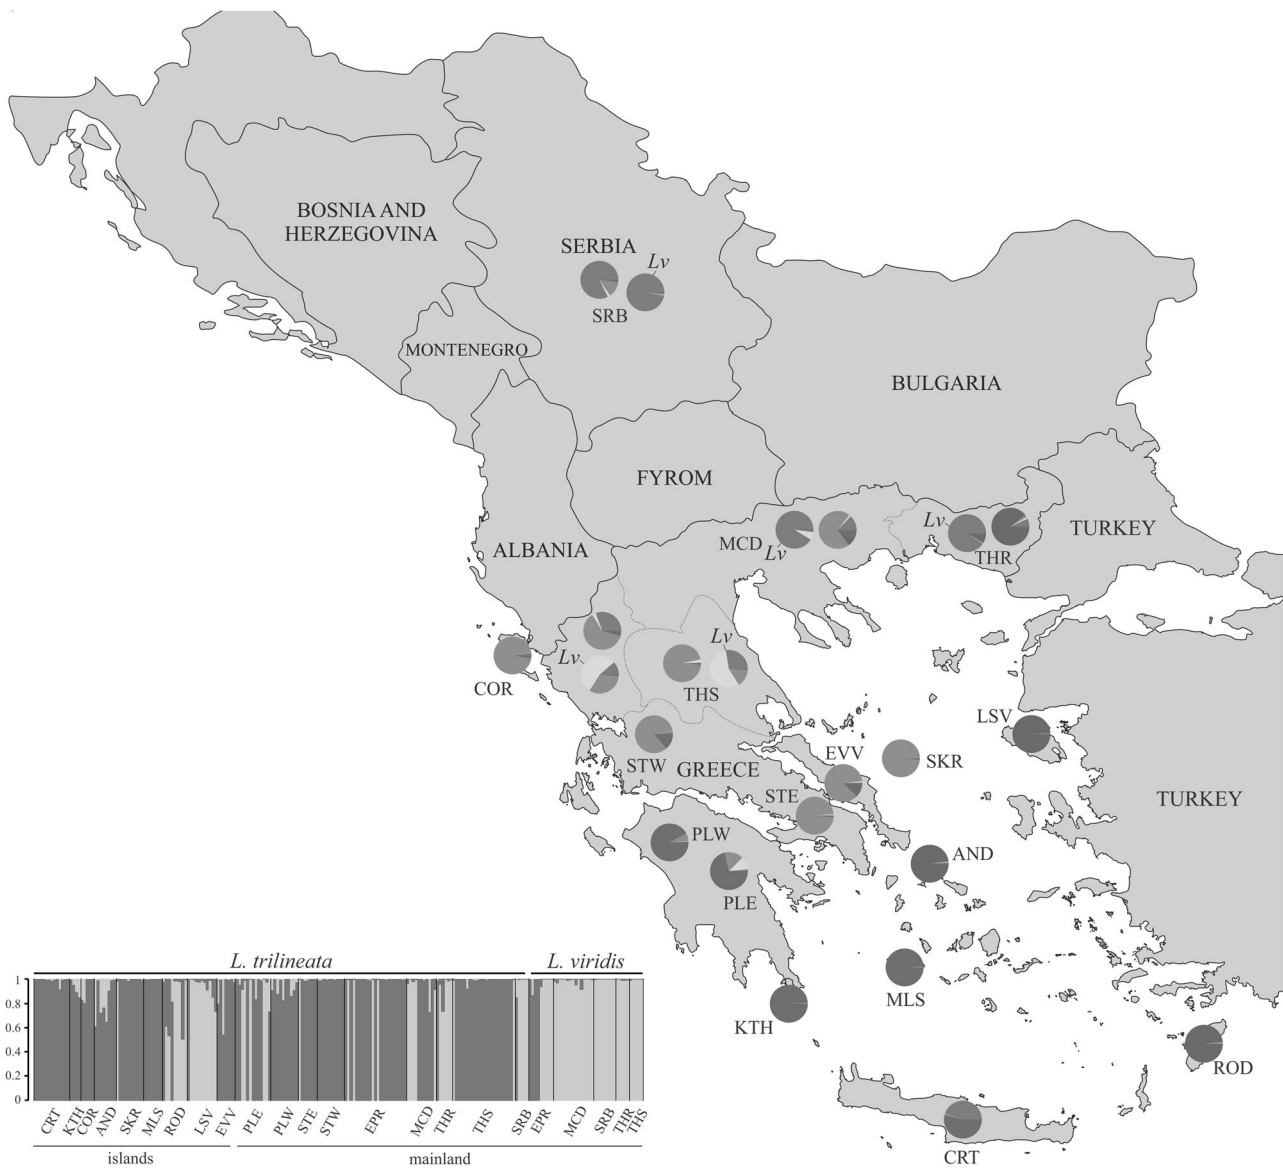 BOSNIA AND
HERZEGOVINA
SERBIA
Lv
SRB
MONTENEGRO
BULGARIA
FYROM
ALBANIA
MCD
Lv
Lv
THR
TURKEY
COR
Lv
Lv
THS
LSV
STW
GREECE
EVV
SKR
STE
TURKEY
PLW
AND
PLE
MLS
KTH
ROD
CRT
L. trilineata
L. viridis
1
0.8
0.6
0.4
0.2
0
CRT
KTH
COR
AND
SKR
MLS
ROD
LSV
EVV
PLE
PLW
STE
STW
EPR
MCD
THR
THS
SRB
EPR
MCD
SRB
THR
THS
islands
mainland